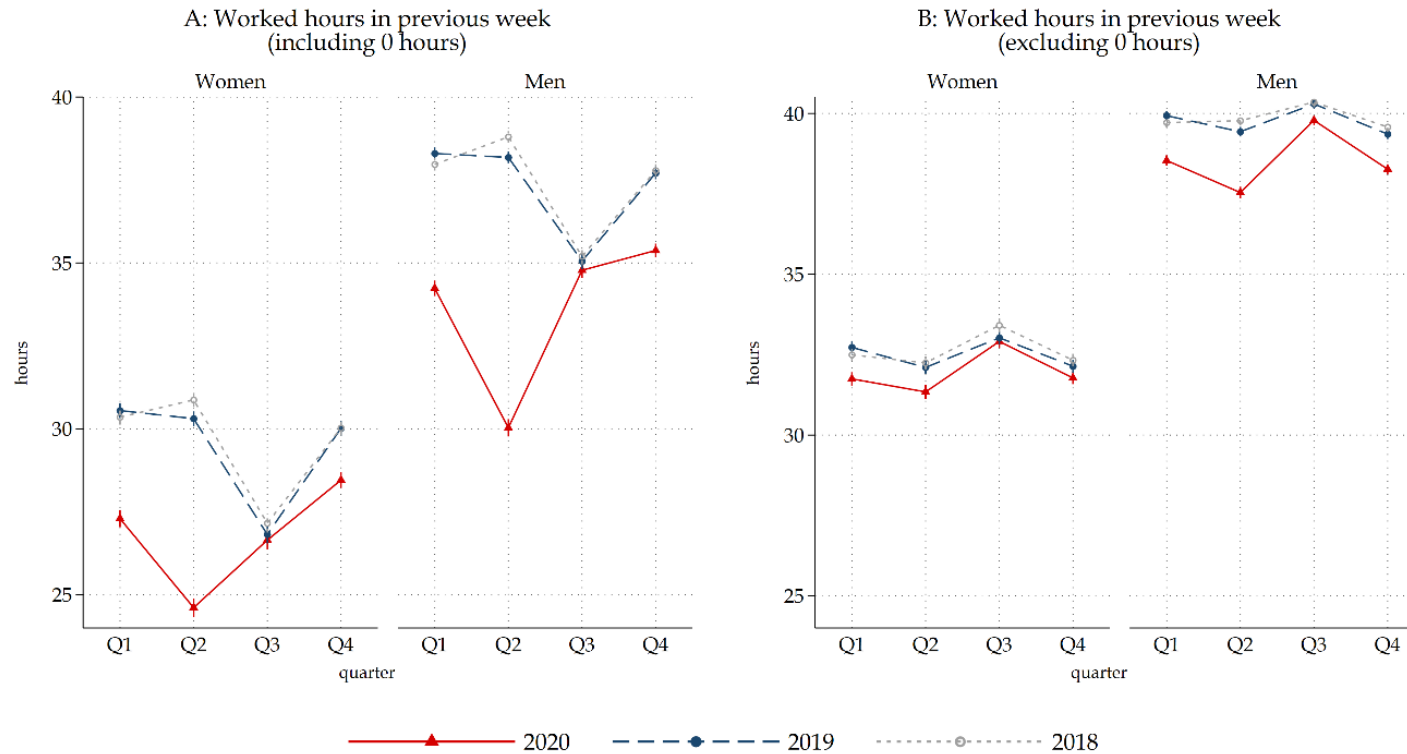 A: Worked hours in previous week
(including 0 hours)
Women
Men
40
35
30
25
hours
Q1 Q2 Q3 Q4
Q1 Q2 Q3 Q4
quarter
B: Worked hours in previous week
(excluding 0 hours)
Women
Men
40
35
30
25
hours
Q1 Q2 Q3 Q4
Q1 Q2 Q3 Q4
quarter
2020 2019 2018